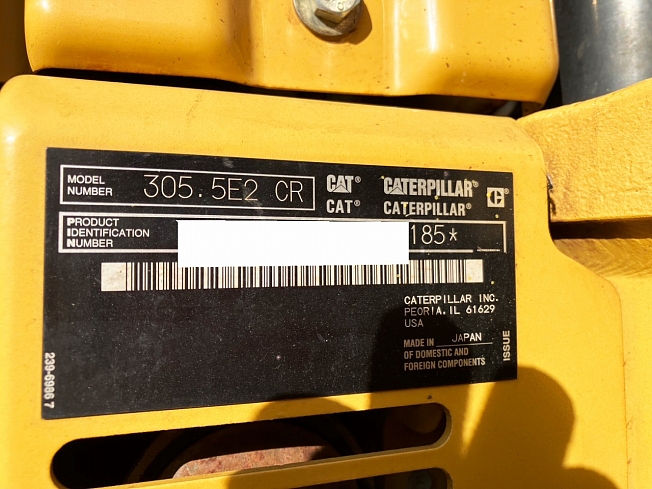 MODEL NUMBER 305.5E2 CR
CAT® CATERPILLAR®
CAT® CATERPILLAR®
PRODUCT IDENTIFICATION NUMBER 185*
CATERPILLAR INC.
PEORIA, IL 61629
USA
MADE IN JAPAN
OF DOMESTIC AND
FOREIGN COMPONENTS
ISSUE
239-6986 7